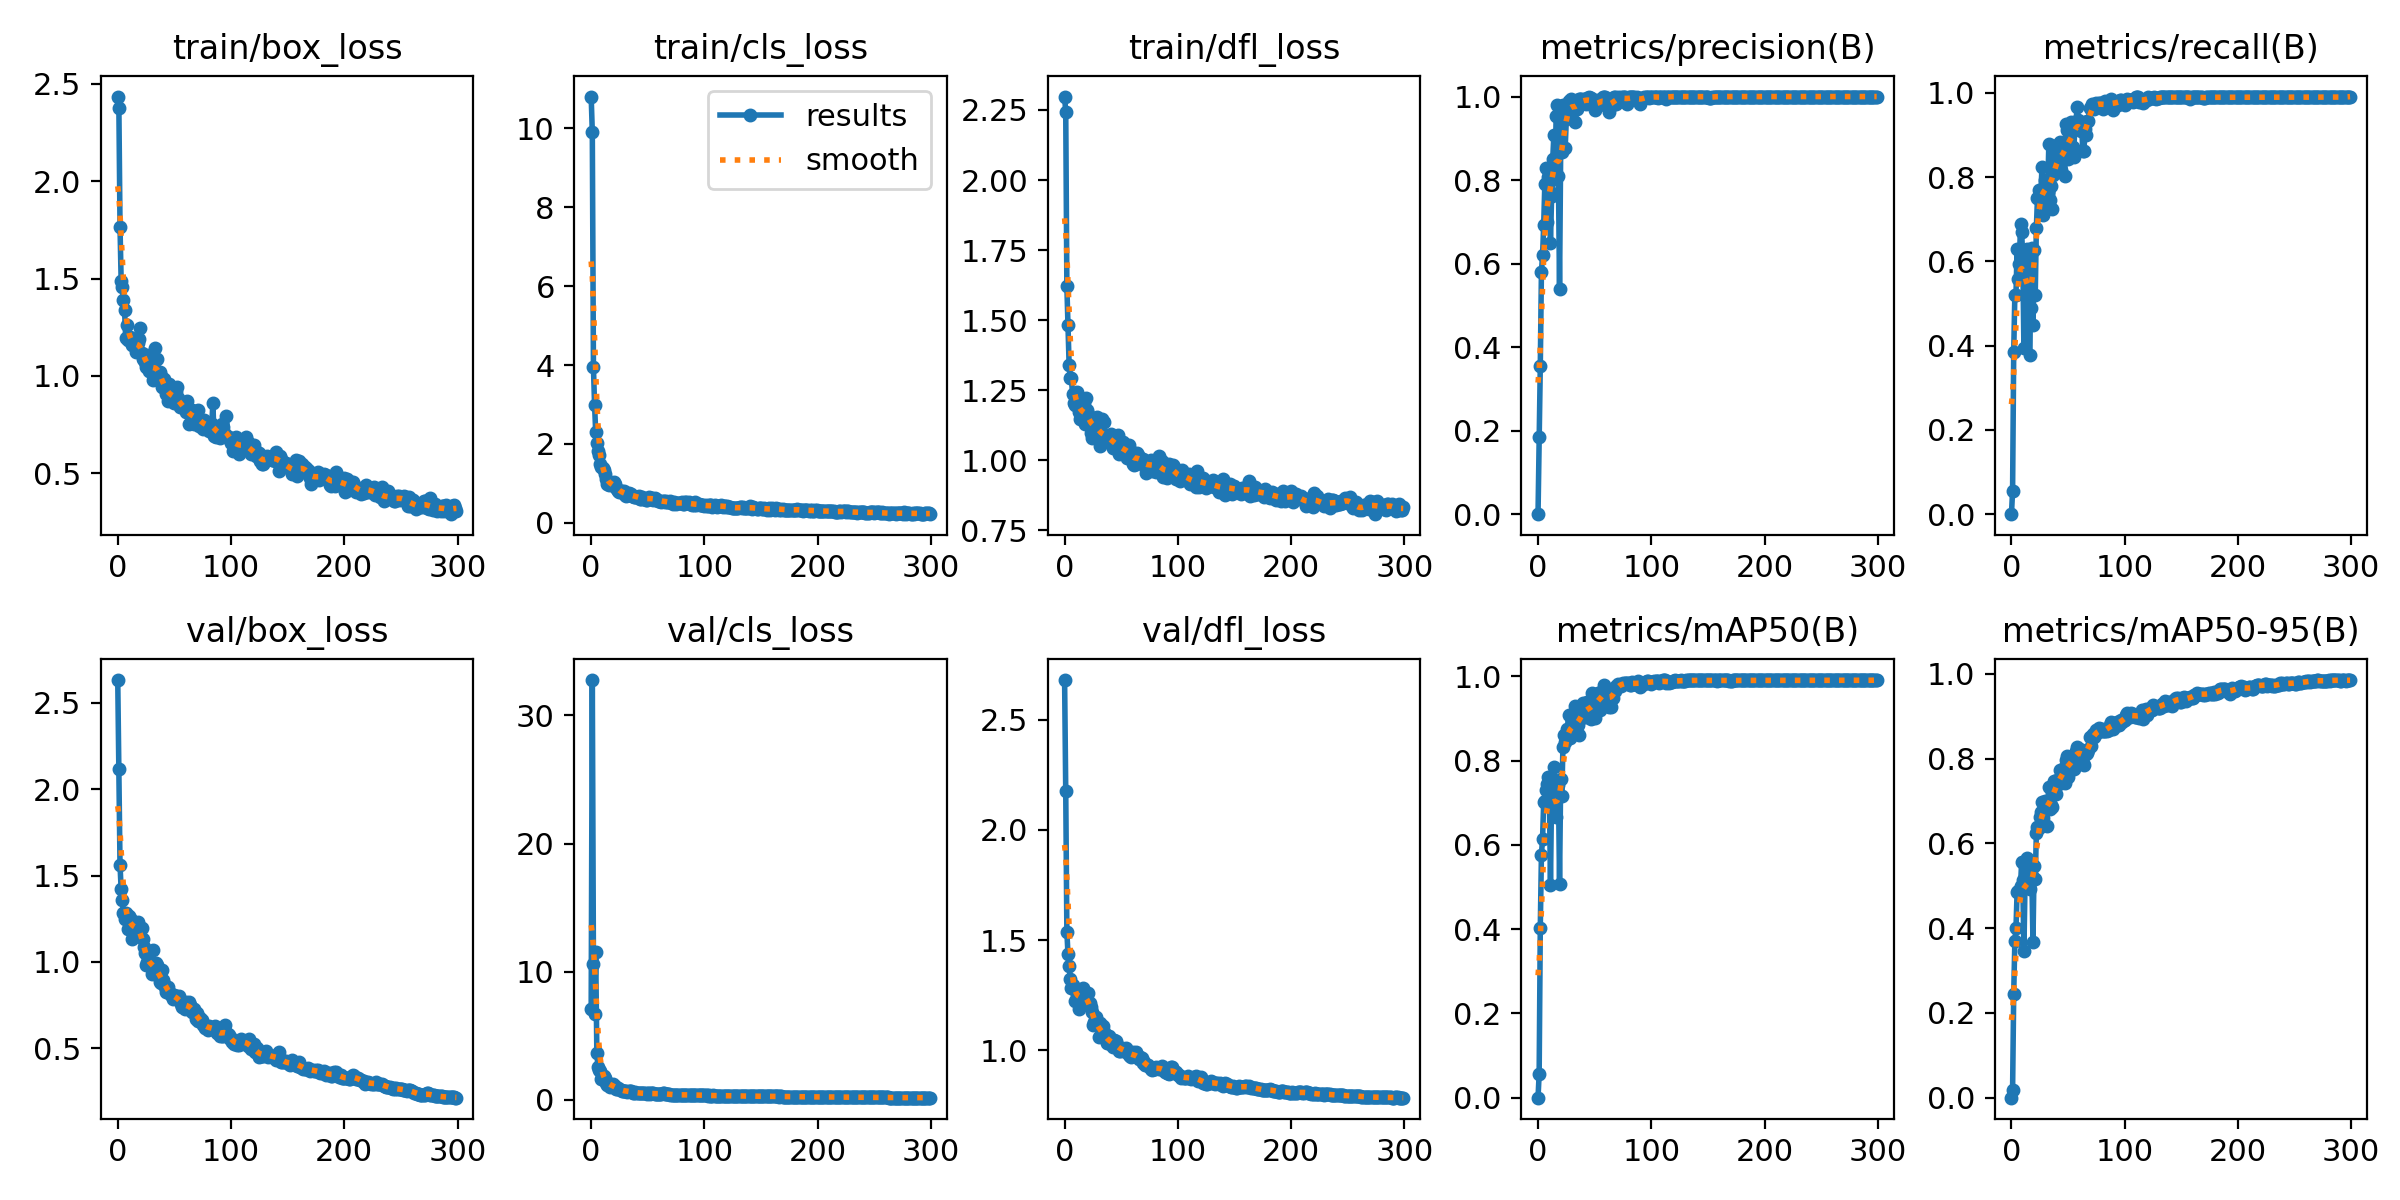 train/box_loss
train/cls_loss
train/dfl_loss
metrics/precision(B)
metrics/recall(B)
2.5
2.0
1.5
1.0
0.5
0 100 200 300
10
8
6
4
2
0
results
smooth
0 100 200 300
2.25
2.00
1.75
1.50
1.25
1.00
0.75
0 100 200 300
1.0
0.8
0.6
0.4
0.2
0.0
0 100 200 300
1.0
0.8
0.6
0.4
0.2
0.0
0 100 200 300
val/box_loss
val/cls_loss
val/dfl_loss
metrics/mAP50(B)
metrics/mAP50-95(B)
2.5
2.0
1.5
1.0
0.5
0 100 200 300
30
20
10
0
0 100 200 300
2.5
2.0
1.5
1.0
0 100 200 300
1.0
0.8
0.6
0.4
0.2
0.0
0 100 200 300
1.0
0.8
0.6
0.4
0.2
0.0
0 100 200 300